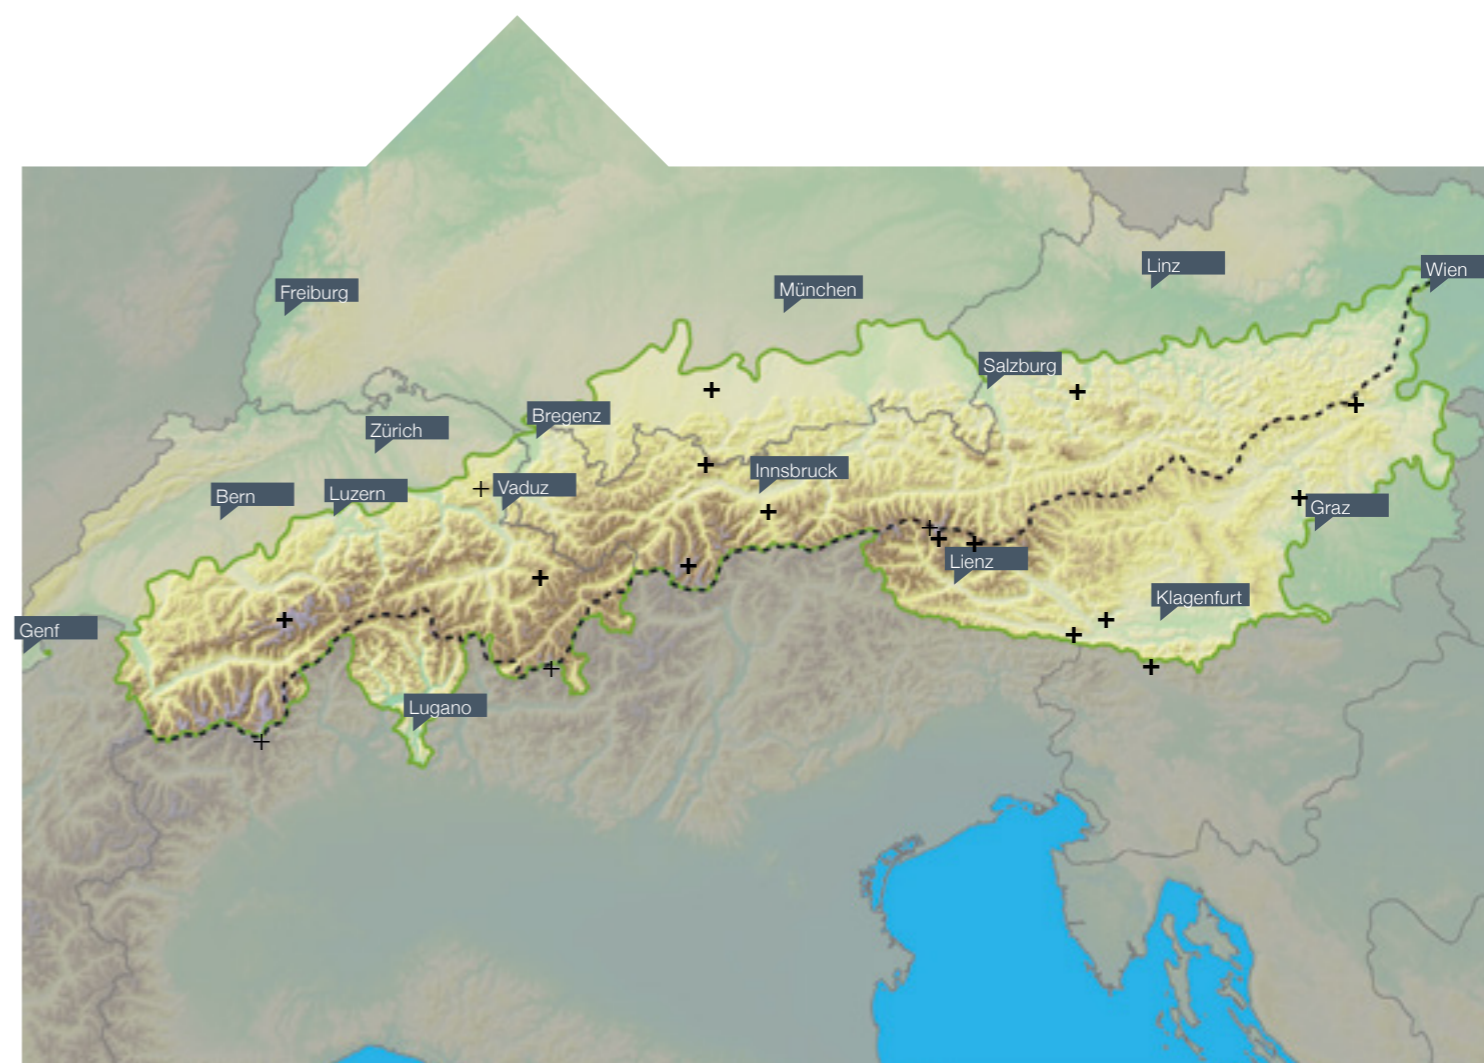 Wien
Linz
Freiburg
München
Salzburg
Bregenz
Zürich
Innsbruck
Vaduz
Luzern
Bern
Graz
Lienz
Klagenfurt
Genf
Lugano